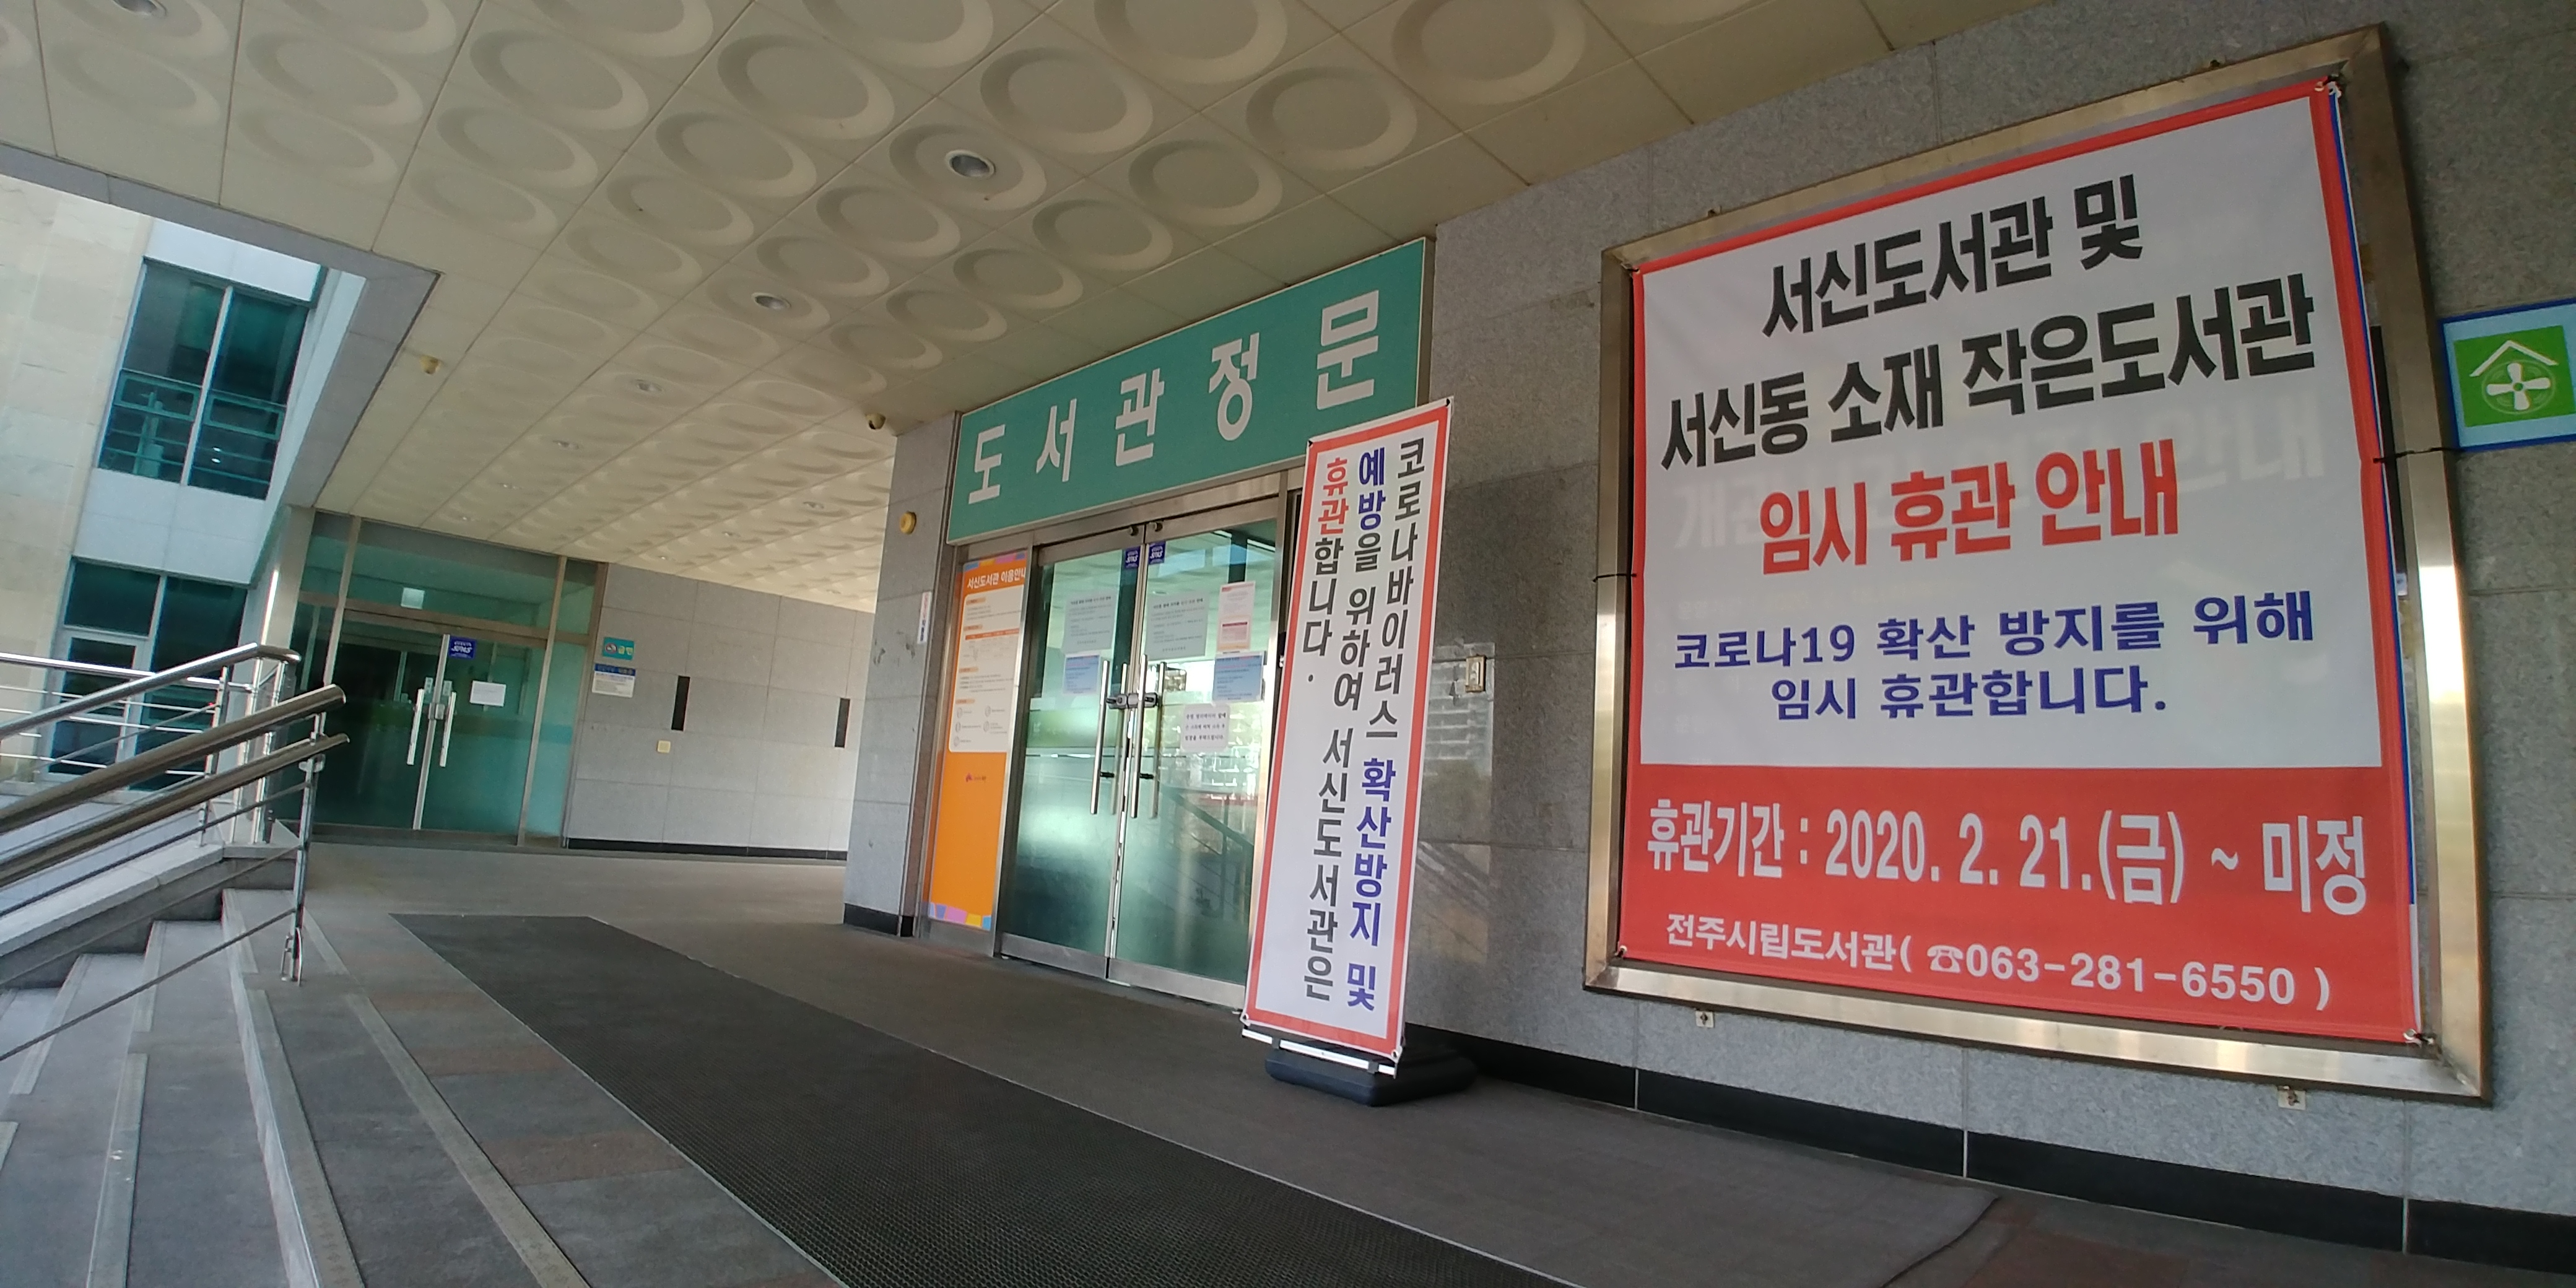 도서관정문
서신도서관 이용안내
코로나바이러스 확산방지 및
예방을 위하여 서신도서관은
휴관합니다.
서신도서관 및
서신동 소재 작은도서관
임시 휴관 안내
코로나19 확산 방지를 위해
임시 휴관합니다.
휴관기간 : 2020. 2. 21.(금) ~ 미정
전주시립도서관( ☎063-281-6550 )